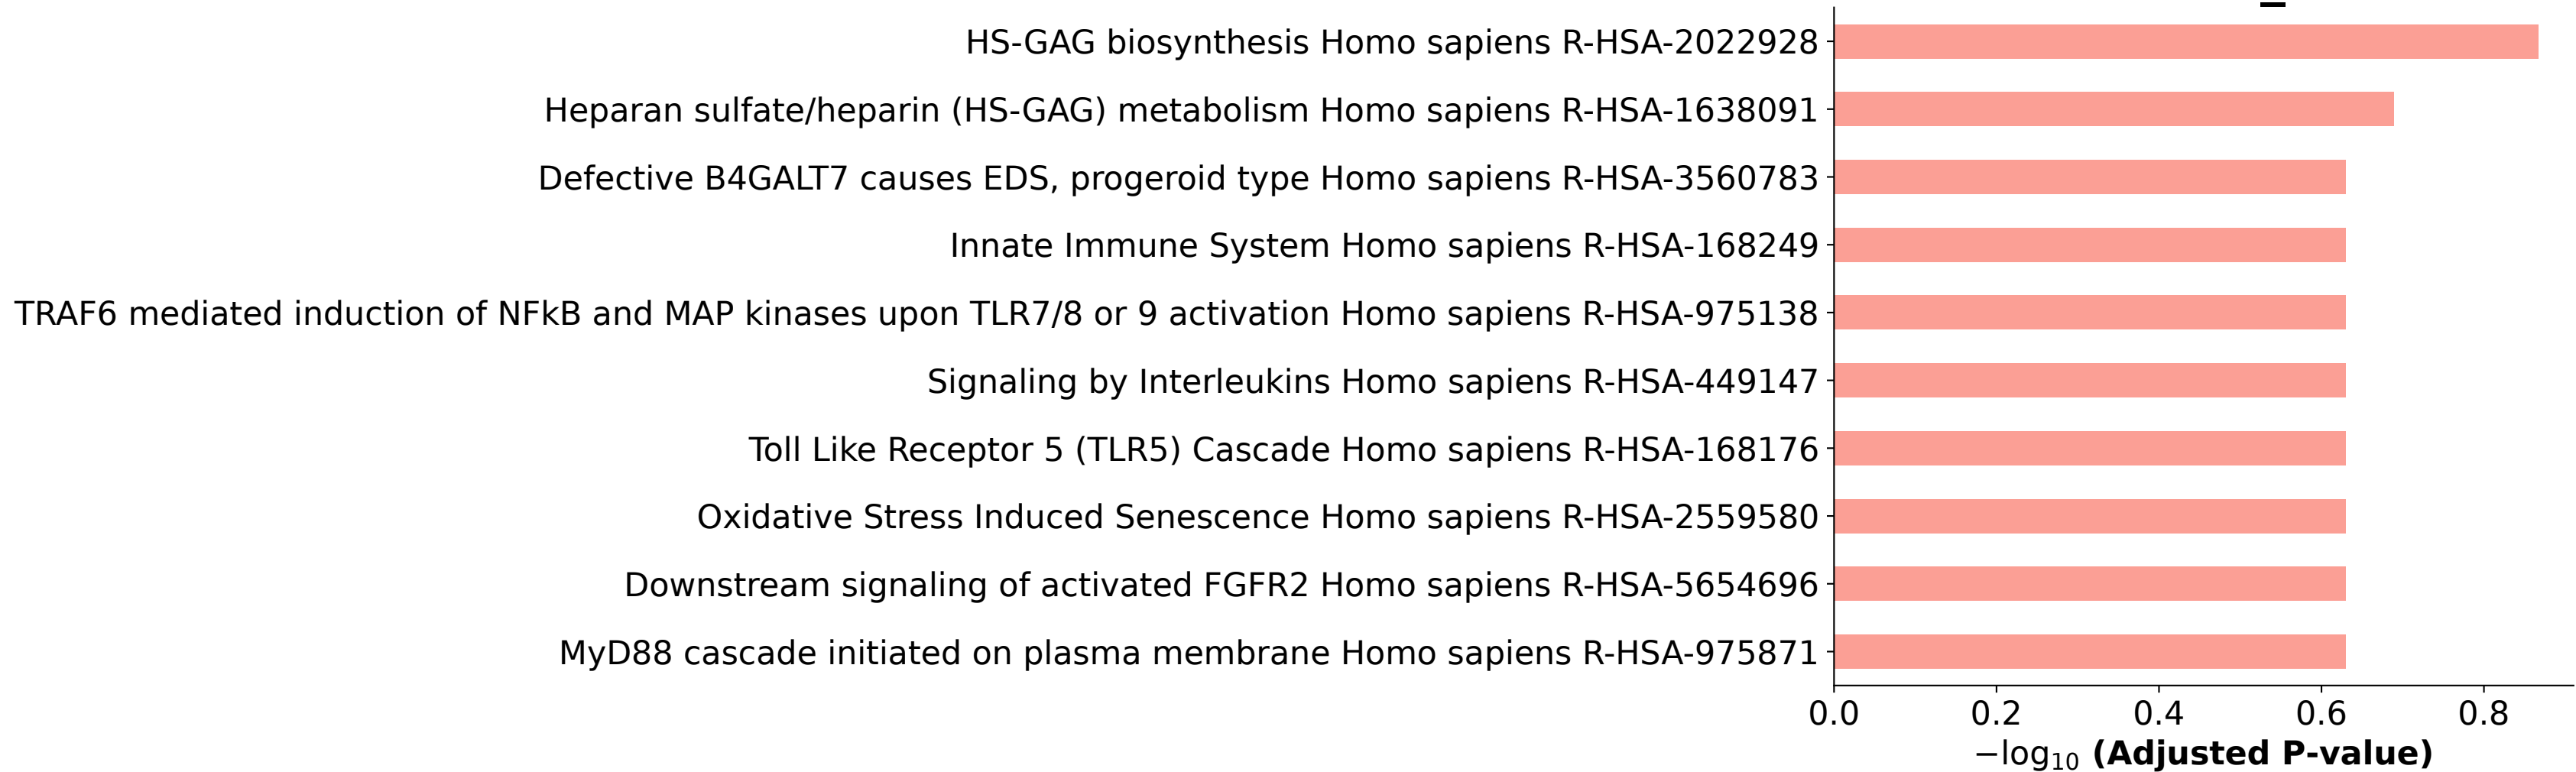 HS-GAG biosynthesis Homo sapiens R-HSA-2022928
Heparan sulfate/heparin (HS-GAG) metabolism Homo sapiens R-HSA-1638091
Defective B4GALT7 causes EDS, progeroid type Homo sapiens R-HSA-3560783
Innate Immune System Homo sapiens R-HSA-168249
TRAF6 mediated induction of NFkB and MAP kinases upon TLR7/8 or 9 activation Homo sapiens R-HSA-975138
Signaling by Interleukins Homo sapiens R-HSA-449147
Toll Like Receptor 5 (TLR5) Cascade Homo sapiens R-HSA-168176
Oxidative Stress Induced Senescence Homo sapiens R-HSA-2559580
Downstream signaling of activated FGFR2 Homo sapiens R-HSA-5654696
MyD88 cascade initiated on plasma membrane Homo sapiens R-HSA-975871
0.0 0.2 0.4 0.6 0.8
−log₁₀ (Adjusted P-value)